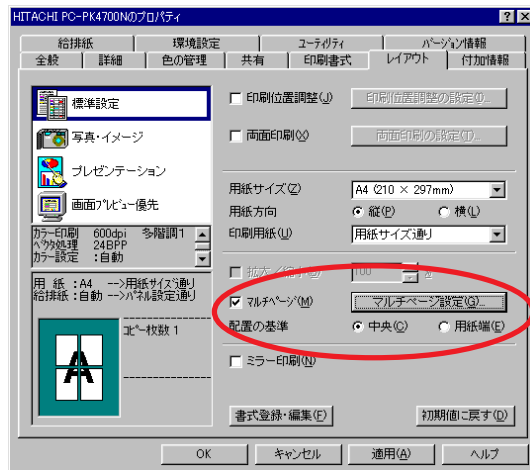 HITACHI PC-PK4700Nのプロパティ
給排紙 環境設定 ユーティリティ バージョン情報
全般 詳細 色の管理 共有 印刷書式 レイアウト 付加情報
標準設定
写真・イメージ
プレゼンテーション
画面プレビュー優先
カラー印刷 600dpi 多階調1
ベクタ処理 24BPP
カラー設定 :自動
用 紙 :A4 -->用紙サイズ通り
給排紙:自動 -->パネル設定通り
コピー枚数 1
A
印刷位置調整(J) 印刷位置調整の設定(I)...
両面印刷(X) 両面印刷の設定(T)...
用紙サイズ(Z) A4 (210 × 297mm)
用紙方向 縦(P) 横(L)
印刷用紙(U) 用紙サイズ通り
拡大/縮小 100 %
マルチページ(M) マルチページ設定(G)...
配置の基準 中央(C) 用紙端(E)
ミラー印刷(N)
書式登録・編集(F) 初期値に戻す(D)
OK キャンセル 適用(A) ヘルプ